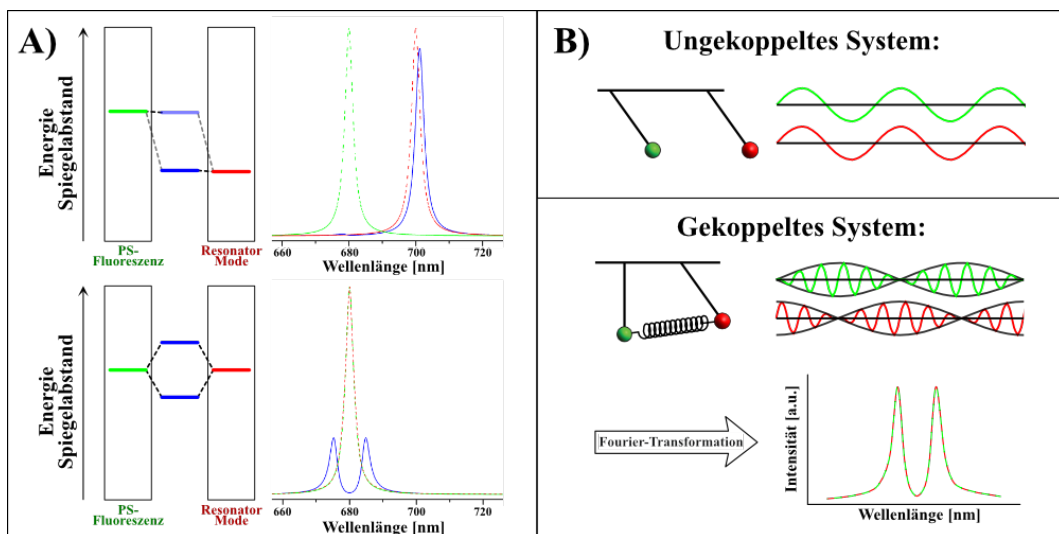 A)
Energie
Spiegelabstand
PS-
Fluoreszenz
Resonator
Mode
660
680
700
720
Wellenlänge [nm]
Energie
Spiegelabstand
PS-
Fluoreszenz
Resonator
Mode
660
680
700
720
Wellenlänge [nm]
B)
Ungekoppeltes System:
Gekoppeltes System:
Fourier-Transformation
Intensität [a.u.]
Wellenlänge [nm]